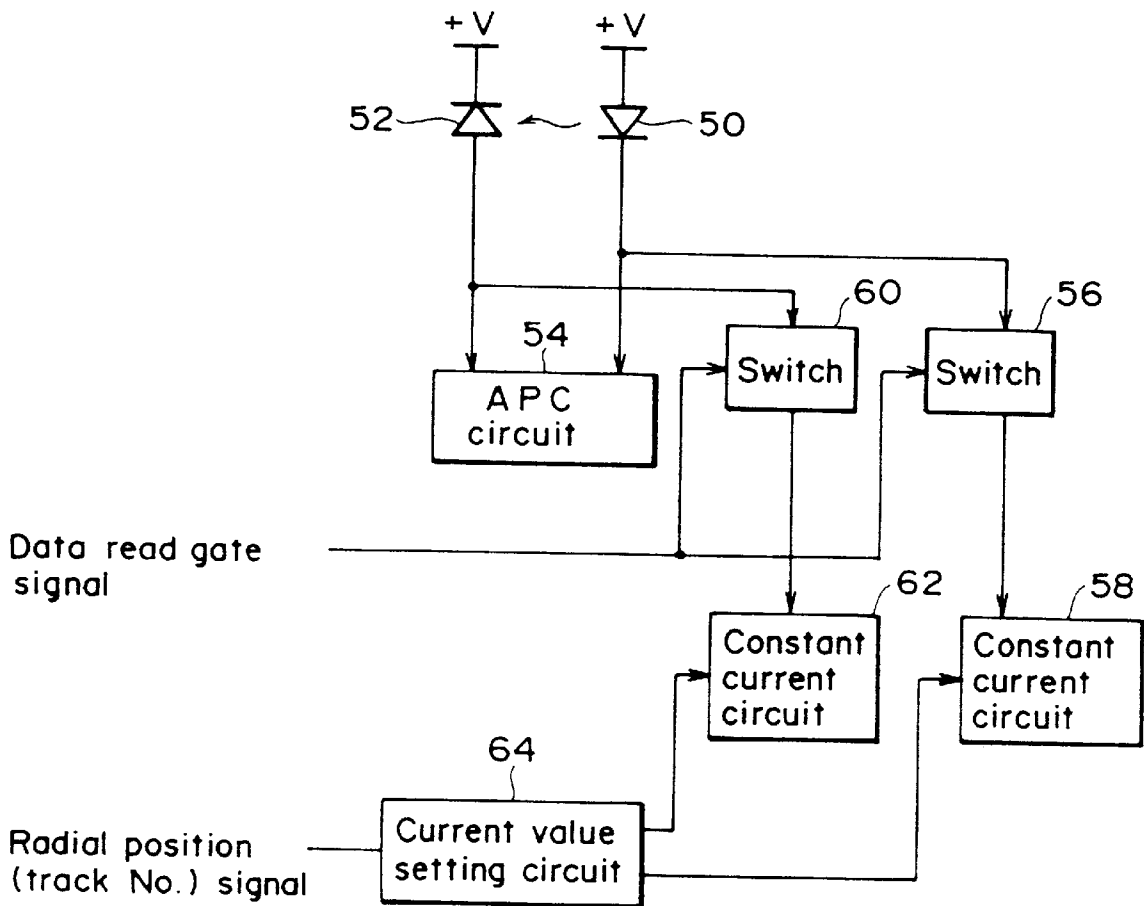 +V
+V
52
50
60
56
54
Switch
Switch
APC
circuit
Data read gate
signal
62
58
Constant
current
circuit
Constant
current
circuit
64
Radial position
(track No.) signal
Current value
setting circuit